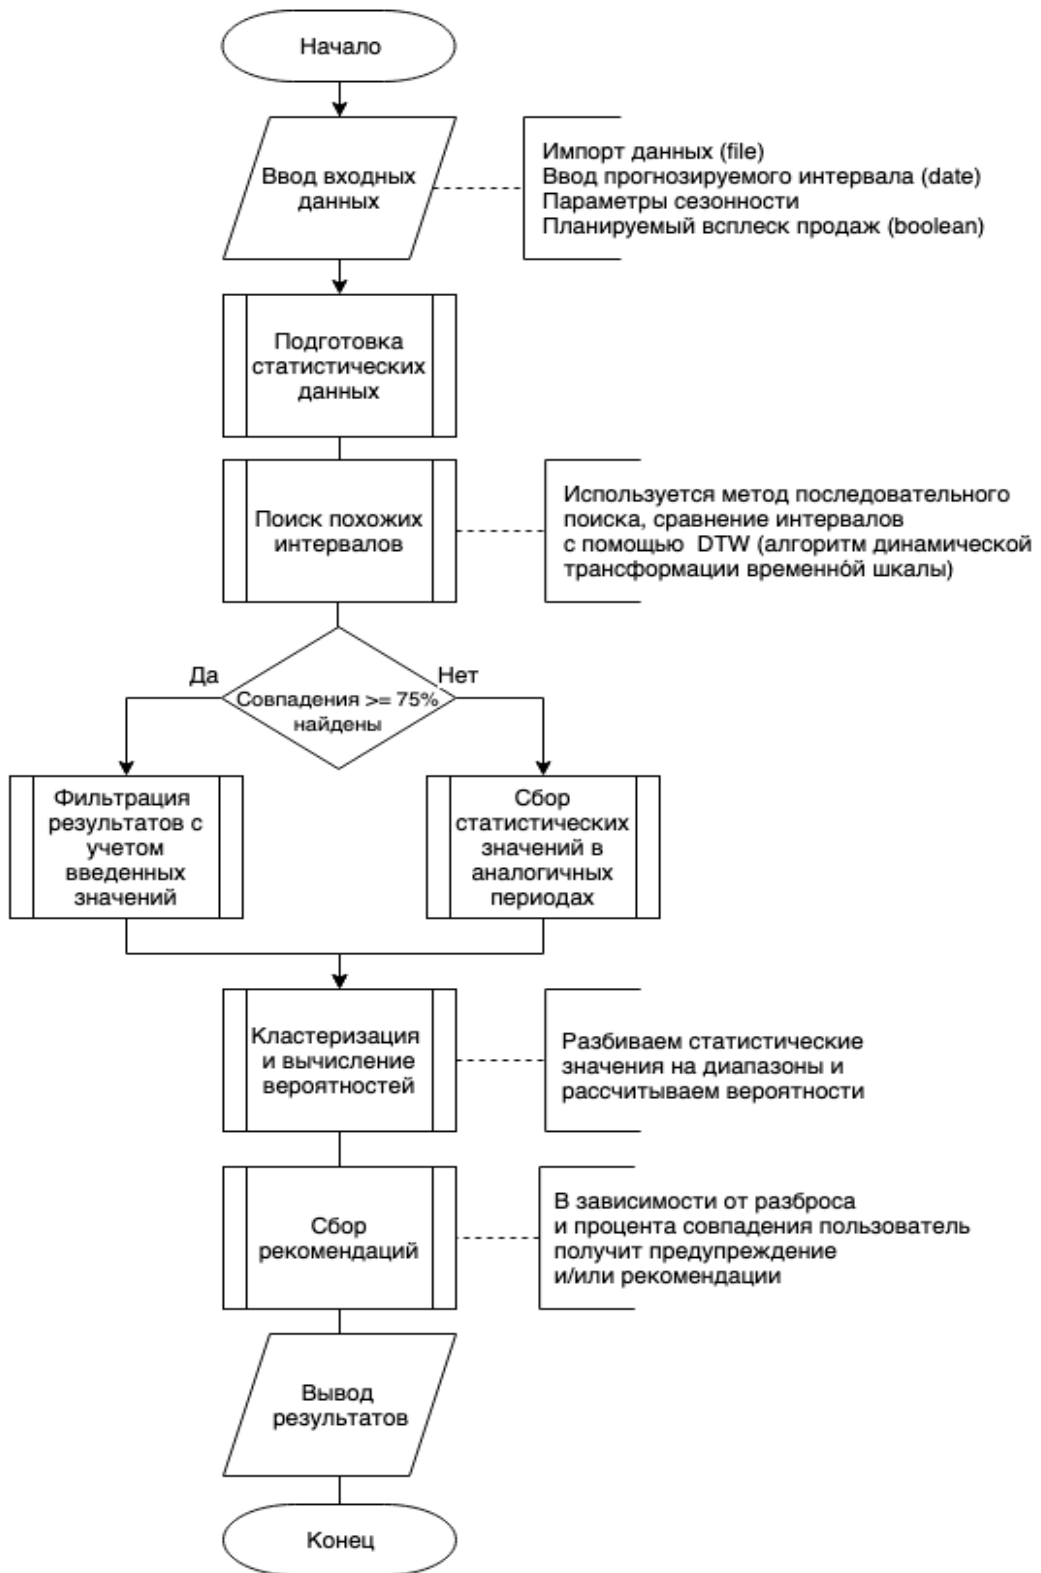 Начало
Ввод входных
данных
Импорт данных (file)
Ввод прогнозируемого интервала (date)
Параметры сезонности
Планируемый всплеск продаж (boolean)
Подготовка
статистических
данных
Поиск похожих
интервалов
Используется метод последовательного
поиска, сравнение интервалов
с помощью DTW (алгоритм динамической
трансформации временно́й шкалы)
Да
Нет
Совпадения >= 75%
найдены
Фильтрация
результатов с
учетом
введенных
значений
Сбор
статистических
значений в
аналогичных
периодах
Кластеризация
и вычисление
вероятностей
Разбиваем статистические
значения на диапазоны и
рассчитываем вероятности
Сбор
рекомендаций
В зависимости от разброса
и процента совпадения пользователь
получит предупреждение
и/или рекомендации
Вывод
результатов
Конец